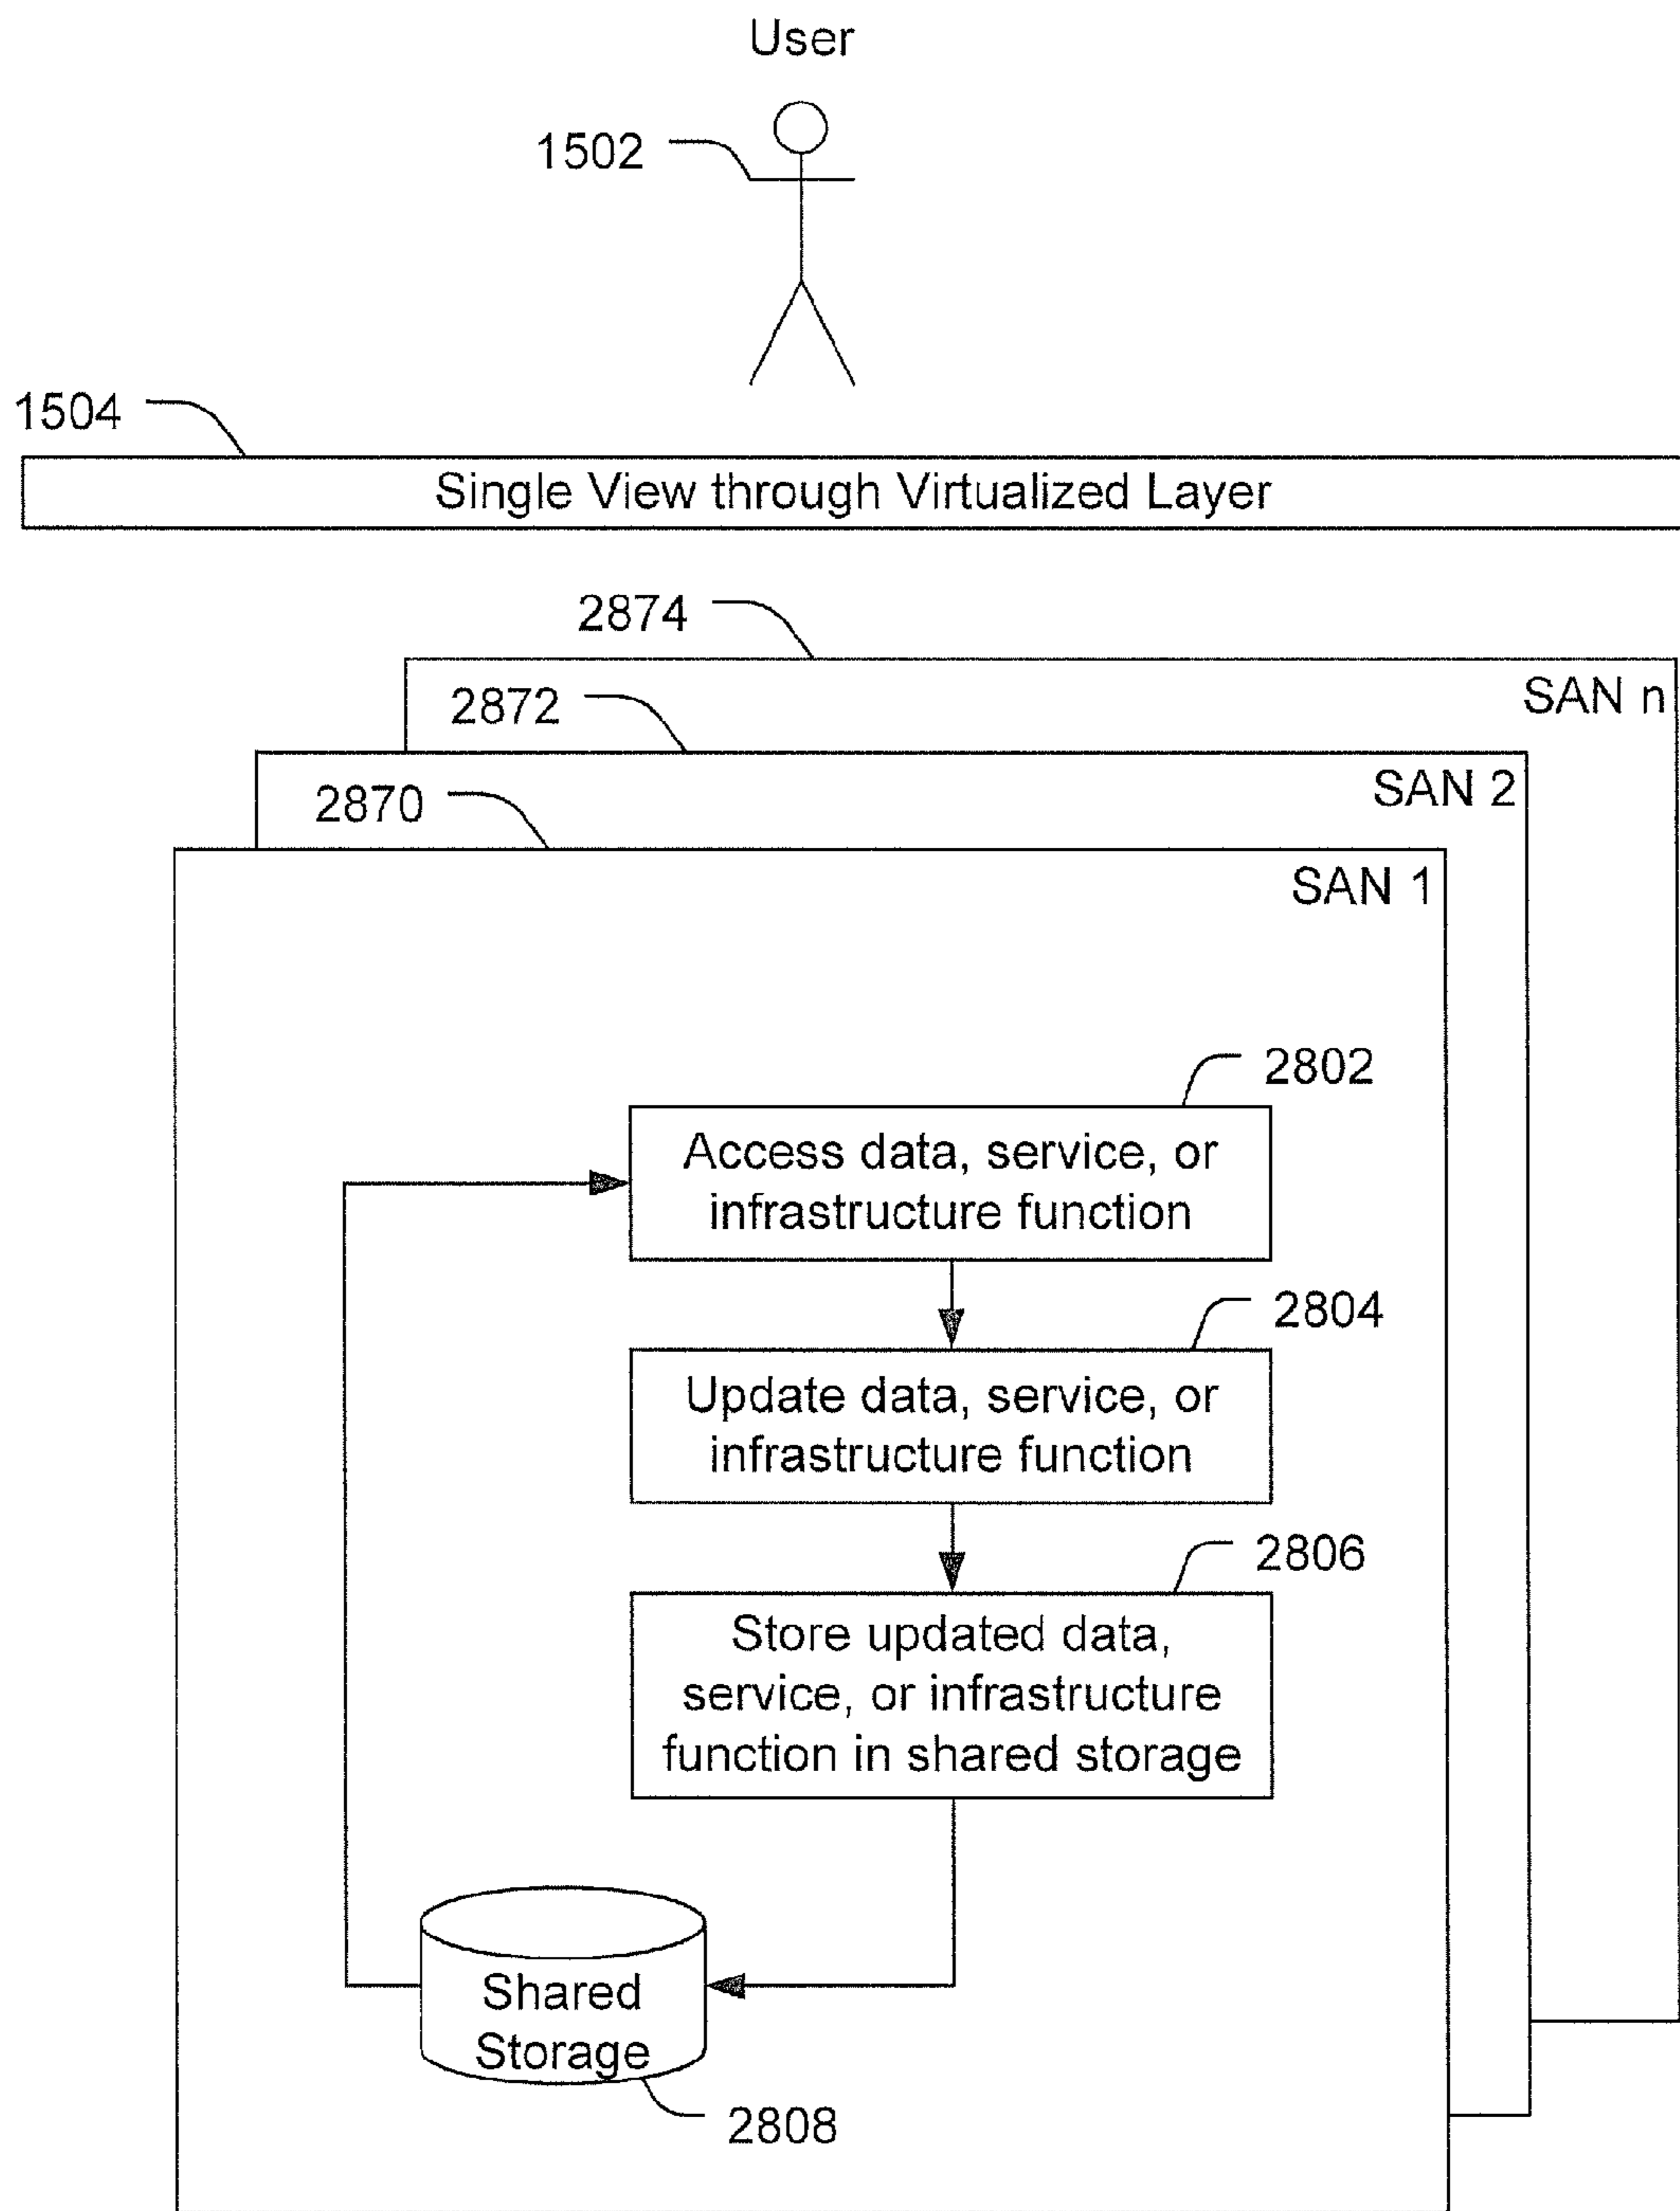 User
1502
1504
Single View through Virtualized Layer
2874
SAN n
2872
SAN 2
2870
SAN 1
2802
Access data, service, or
infrastructure function
2804
Update data, service, or
infrastructure function
2806
Store updated data,
service, or infrastructure
function in shared storage
Shared
Storage
2808